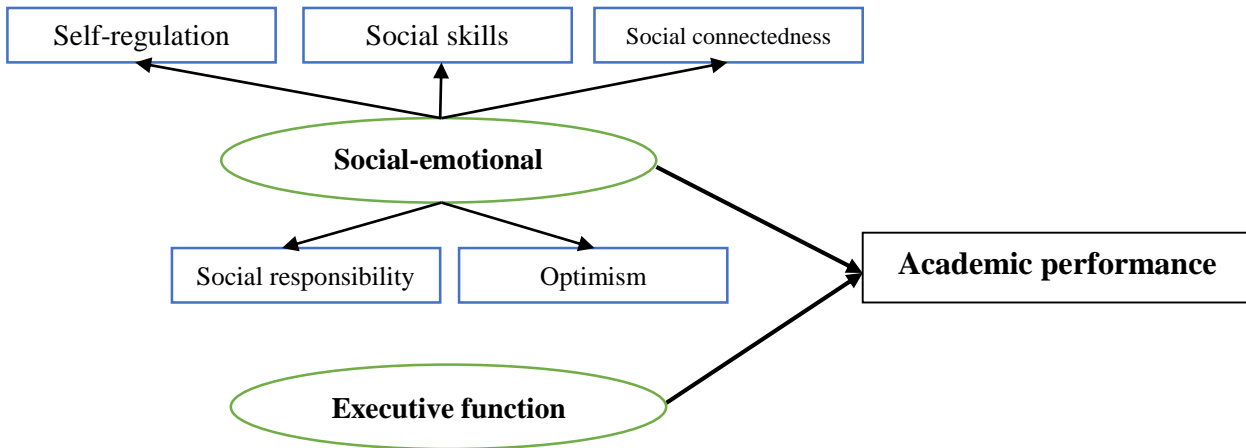 Self-regulation
Social skills
Social connectedness
Social-emotional
Social responsibility
Optimism
Academic performance
Executive function